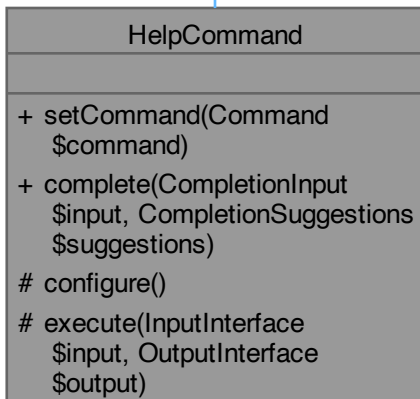 HelpCommand
+ setCommand(Command
$command)
+ complete(CompletionInput
$input, CompletionSuggestions
$suggestions)
# configure()
# execute(InputInterface
$input, OutputInterface
$output)